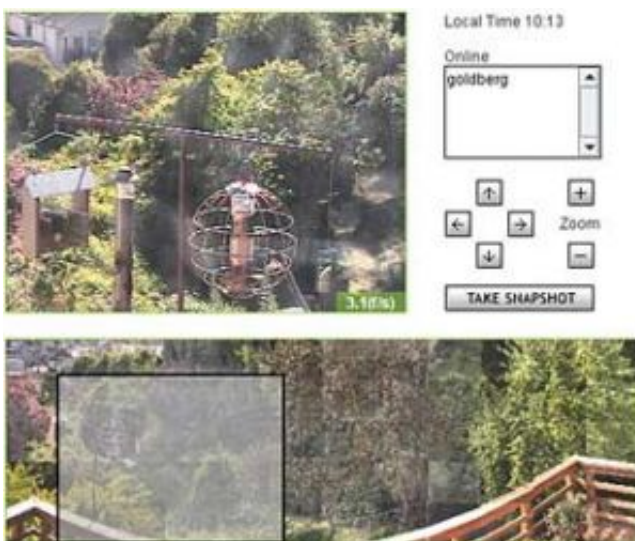 Local Time 10:13
Online
goldberg
Zoom
TAKE SNAPSHOT
3.1(f/s)